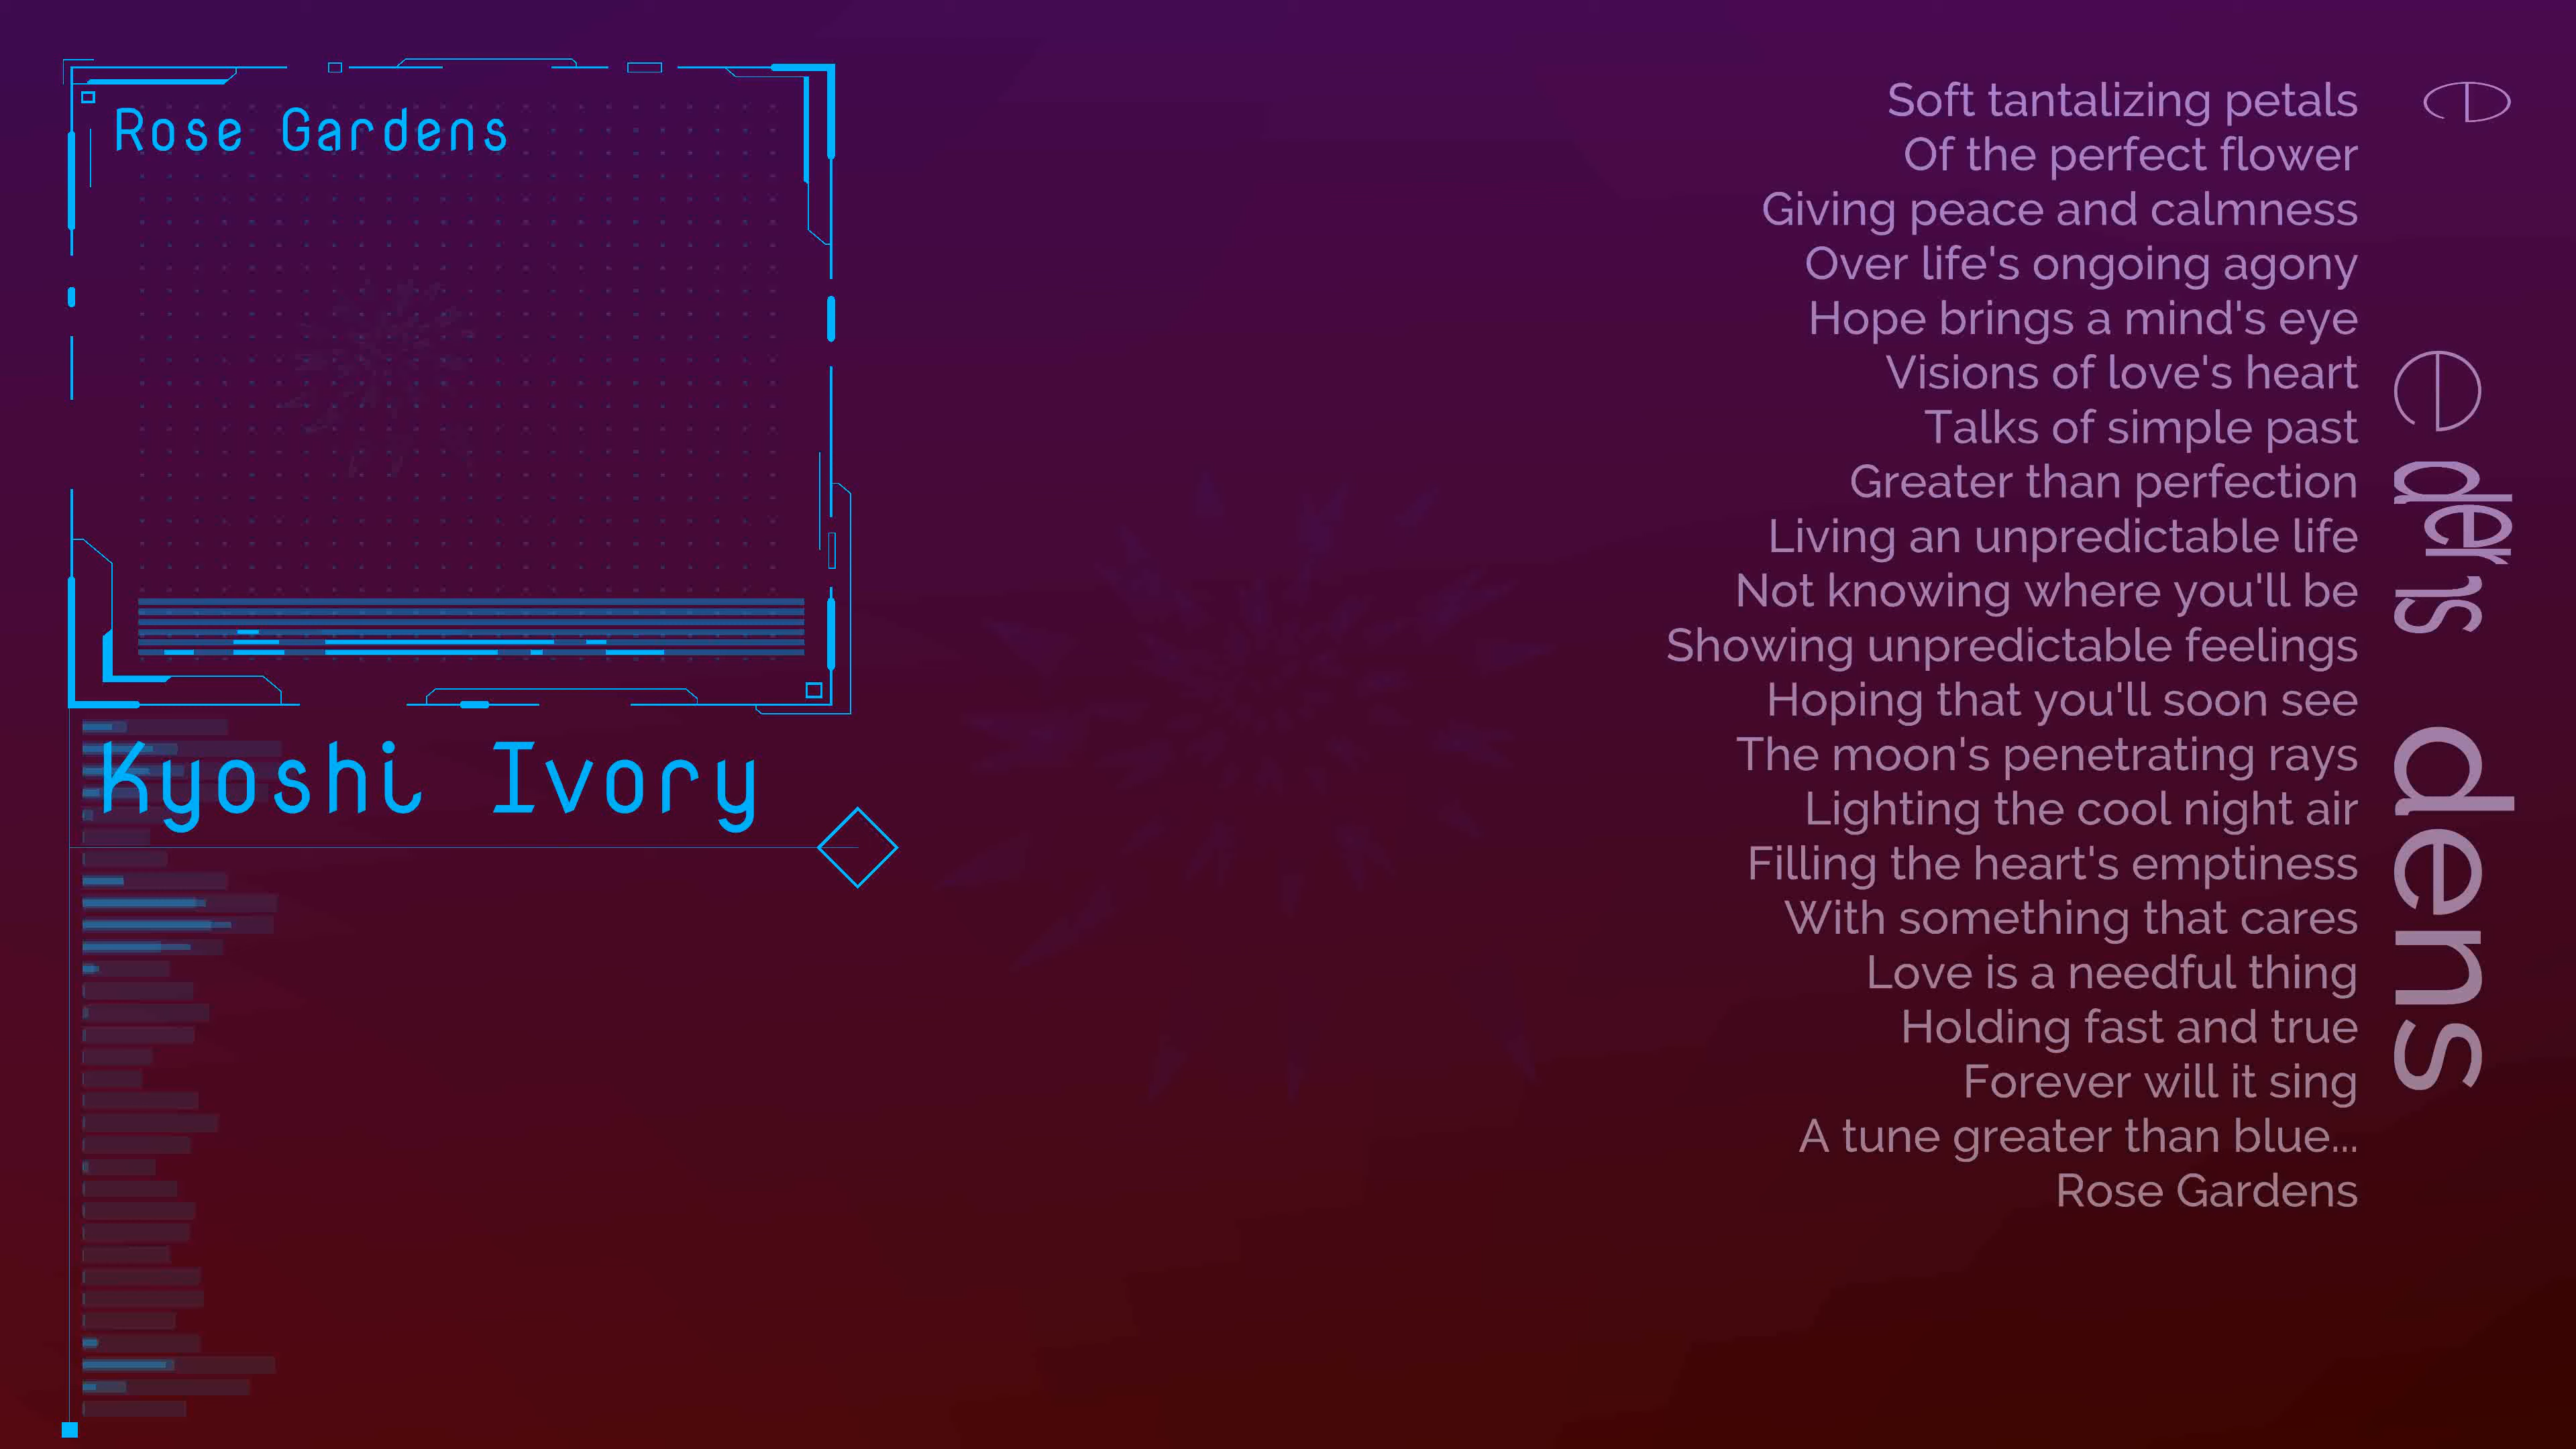 Rose Gardens
Kyoshi Ivory
Soft tantalizing petals
Of the perfect flower
Giving peace and calmness
Over life's ongoing agony
Hope brings a mind's eye
Visions of love's heart
Talks of simple past
Greater than perfection
Living an unpredictable life
Not knowing where you'll be
Showing unpredictable feelings
Hoping that you'll soon see
The moon's penetrating rays
Lighting the cool night air
Filling the heart's emptiness
With something that cares
Love is a needful thing
Holding fast and true
Forever will it sing
A tune greater than blue...
Rose Gardens